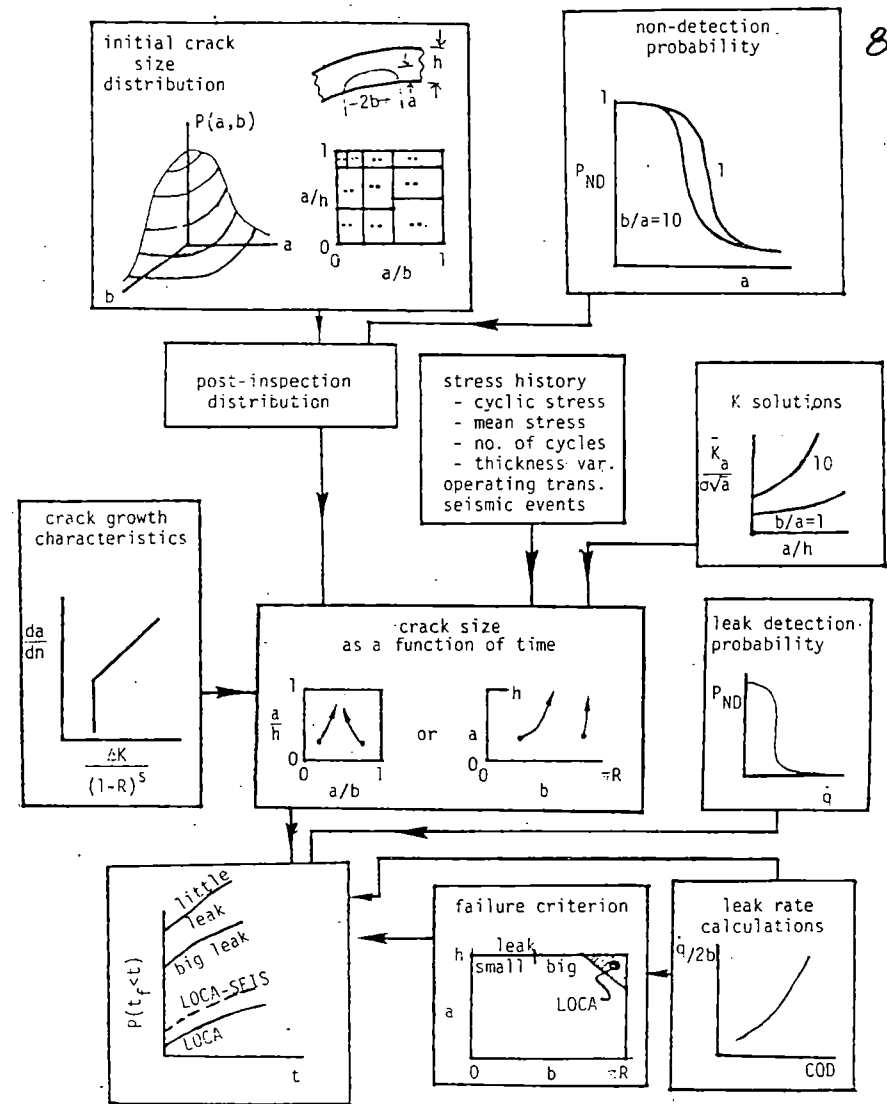 8
initial crack
size
distribution
h
2b
a
P(a,b)
a
b
1
a/h
0
0
1
a/b
non-detection
probability
1
P_ND
1
b/a=10
a
post-inspection
distribution
stress history
- cyclic stress
- mean stress
- no. of cycles
- thickness var.
operating trans.
seismic events
K solutions
K̄_a
σ√a
10
b/a=1
a/h
crack growth
characteristics
da
dn
ΔK
(1-R)^S
crack size
as a function of time
1
a
h
0
0
1
a/b
or
h
a
0
0
b
πR
leak detection
probability
P_ND
q̇
P(t_f<t)
little
leak
big leak
LOCA-SEIS
LOCA
t
failure criterion
h
leak
small
big
LOCA
a
0
b
πR
leak rate
calculations
q̇/2b
COD